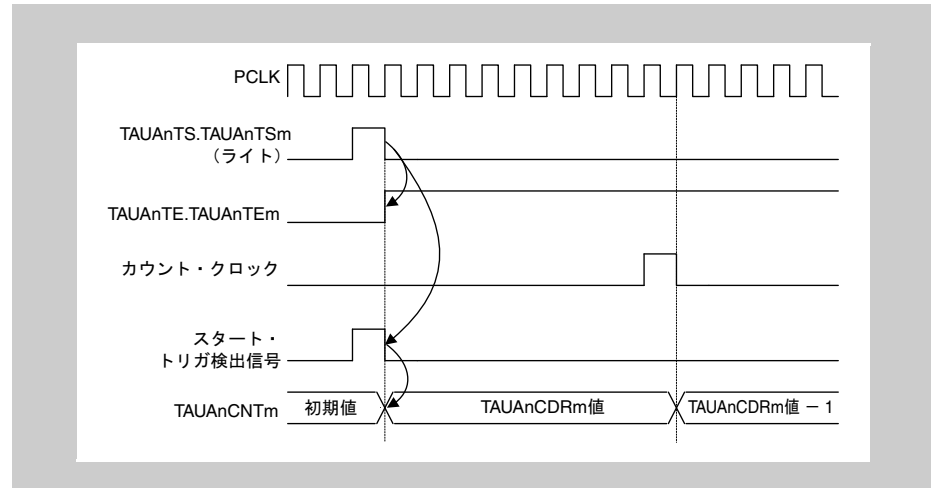 PCLK
TAUAnTS.TAUAnTSm
（ライト）
TAUAnTE.TAUAnTEm
カウント・クロック
スタート・
トリガ検出信号
TAUAnCNTm
初期値
TAUAnCDRm値
TAUAnCDRm値 － 1